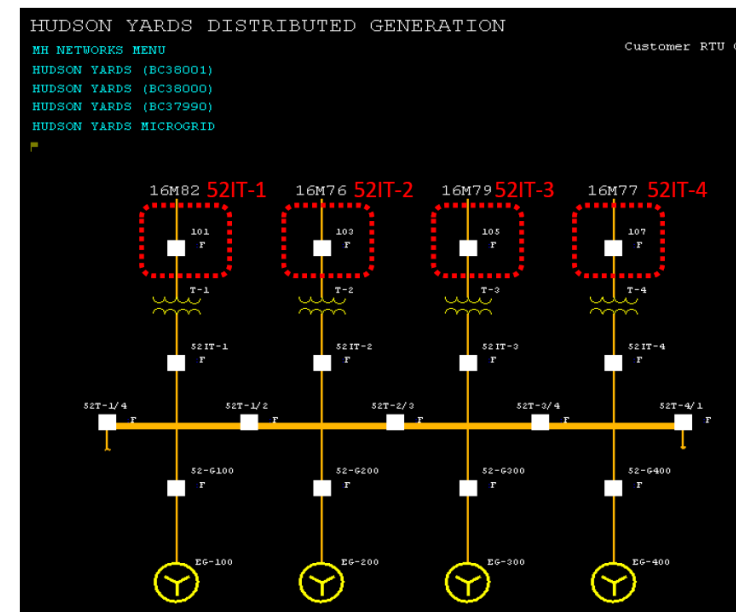 HUDSON YARDS DISTRIBUTED GENERATION
MH NETWORKS MENU
Customer RTU
HUDSON YARDS (BC38001)
HUDSON YARDS (BC38000)
HUDSON YARDS (BC37990)
HUDSON YARDS MICROGRID
16M82 52IT-1 16M76 52IT-2 16M79 52IT-3 16M77 52IT-4
101 103 105 107
F F F F
T-1 T-2 T-3 T-4
52IT-1 52IT-2 52IT-3 52IT-4
F F F F
52T-1/4 52T-1/2 52T-2/3 52T-3/4 52T-4/1
F F F F F
52-G100 52-G200 52-G300 52-G400
F F F F
EG-100 EG-200 EG-300 EG-400